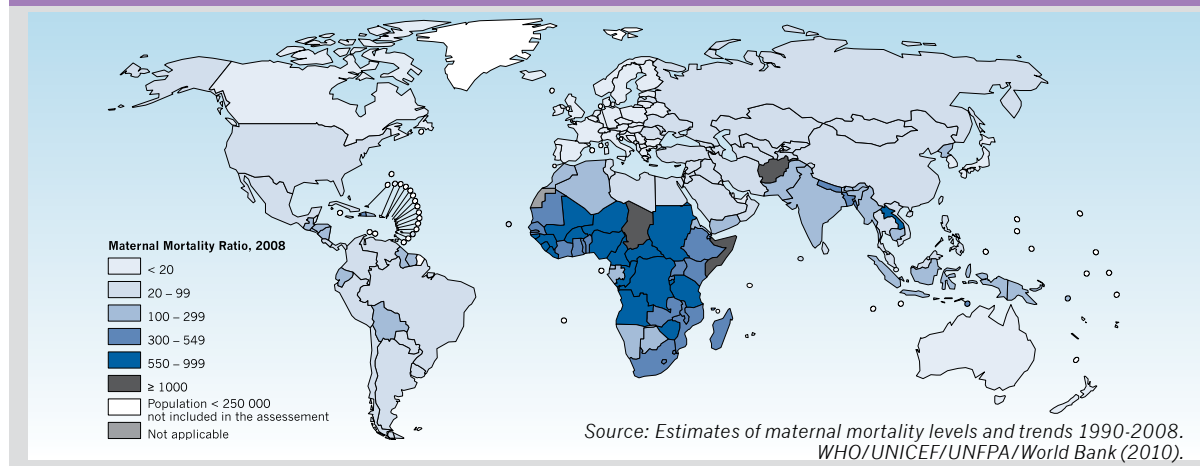 Maternal Mortality Ratio, 2008
< 20
20 – 99
100 – 299
300 – 549
550 – 999
≥ 1000
Population < 250 000
not included in the assessement
Not applicable
Source: Estimates of maternal mortality levels and trends 1990-2008.
WHO/UNICEF/UNFPA/World Bank (2010).